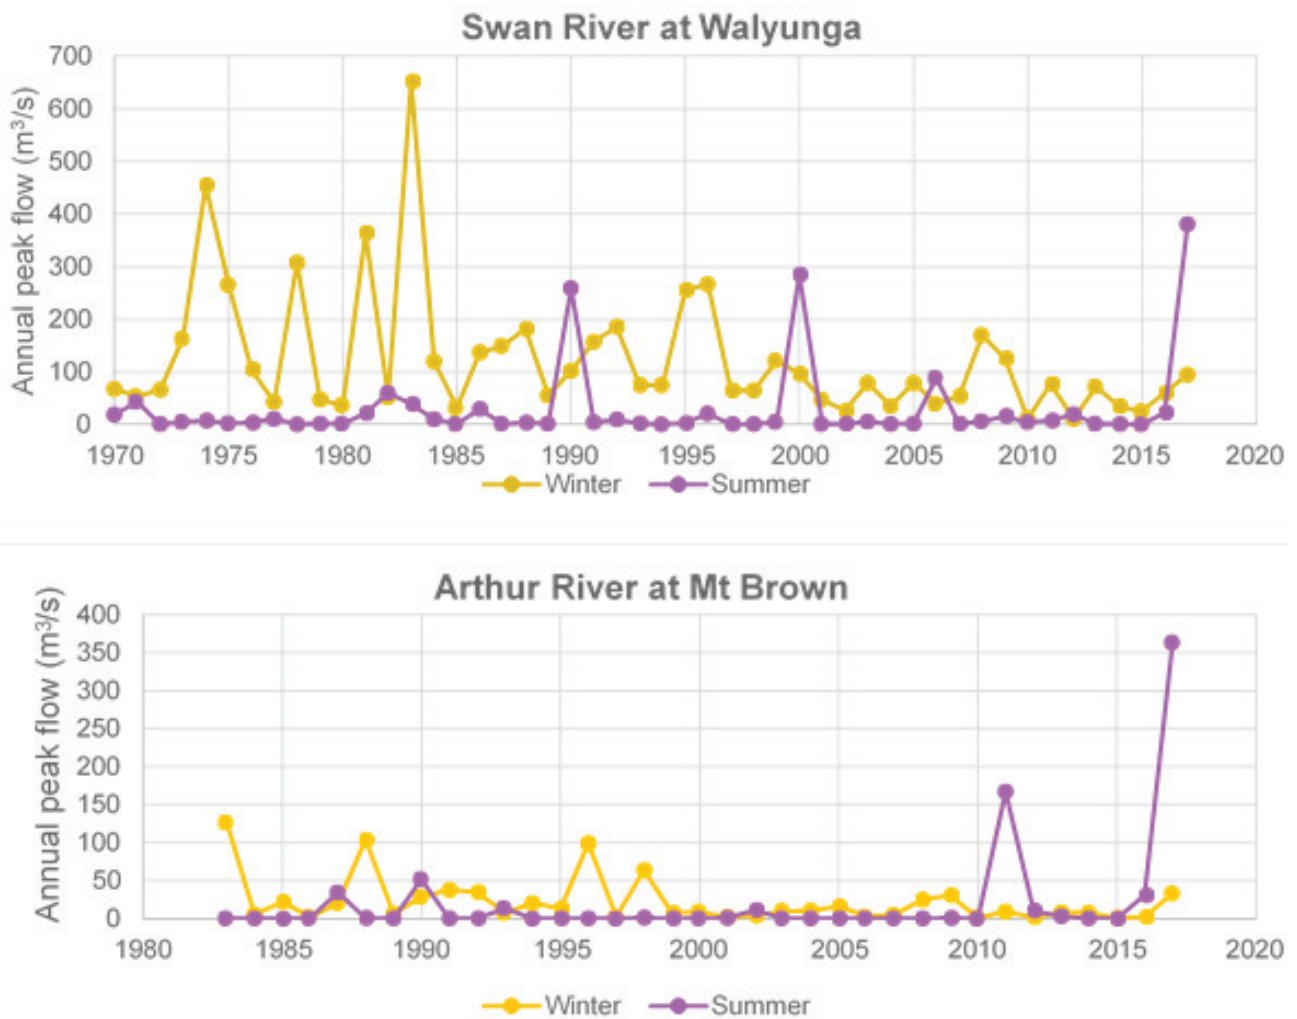 Swan River at Walyunga
Annual peak flow (m³/s)
700
600
500
400
300
200
100
0
1970 1975 1980 1985 1990 1995 2000 2005 2010 2015 2020
Winter Summer
Arthur River at Mt Brown
Annual peak flow (m³/s)
400
350
300
250
200
150
100
50
0
1980 1985 1990 1995 2000 2005 2010 2015 2020
Winter Summer